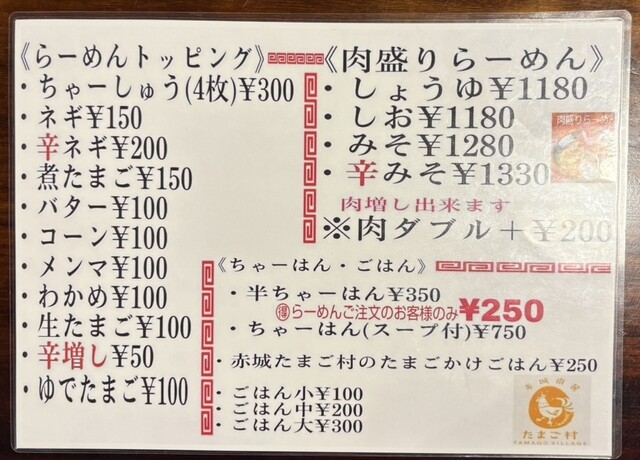 《らーめんトッピング》
・ちゃーしゅう(4枚)¥300
・ネギ¥150
・辛ネギ¥200
・煮たまご¥150
・バター¥100
・コーン¥100
・メンマ¥100
・わかめ¥100
・生たまご¥100
・辛増し¥50
・ゆでたまご¥100
《肉盛りらーめん》
・しょうゆ¥1180
・しお¥1180
・みそ¥1280
・辛みそ¥1330
肉盛りらーめ
肉増し出来ます
※肉ダブル+¥200
《ちゃーはん・ごはん》
・半ちゃーはん¥350
㊝らーめんご注文のお客様のみ¥250
・ちゃーはん(スープ付)¥750
・赤城たまご村のたまごかけごはん¥250
・ごはん小¥100
・ごはん中¥200
・ごはん大¥300
たまご村
TAMAGO VILLAGE